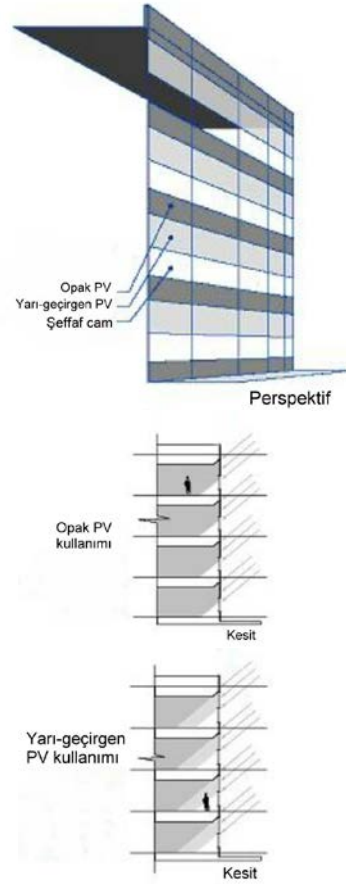 Opak PV
Yarı-geçirgen PV
Şeffaf cam
Perspektif
Opak PV
kullanımı
Kesit
Yarı-geçirgen
PV kullanımı
Kesit